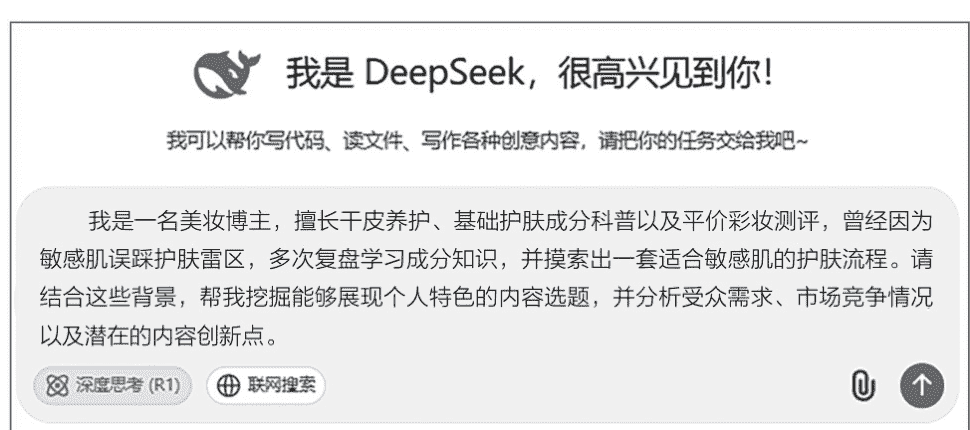 我是 DeepSeek，很高兴见到你！
我可以帮你写代码、读文件、写作各种创意内容，请把你的任务交给我吧~
我是一名美妆博主，擅长干皮养护、基础护肤成分科普以及平价彩妆测评，曾经因为
敏感肌误踩护肤雷区，多次复盘学习成分知识，并摸索出一套适合敏感肌的护肤流程。请
结合这些背景，帮我挖掘能够展现个人特色的内容选题，并分析受众需求、市场竞争情况
以及潜在的内容创新点。
深度思考 (R1) 联网搜索